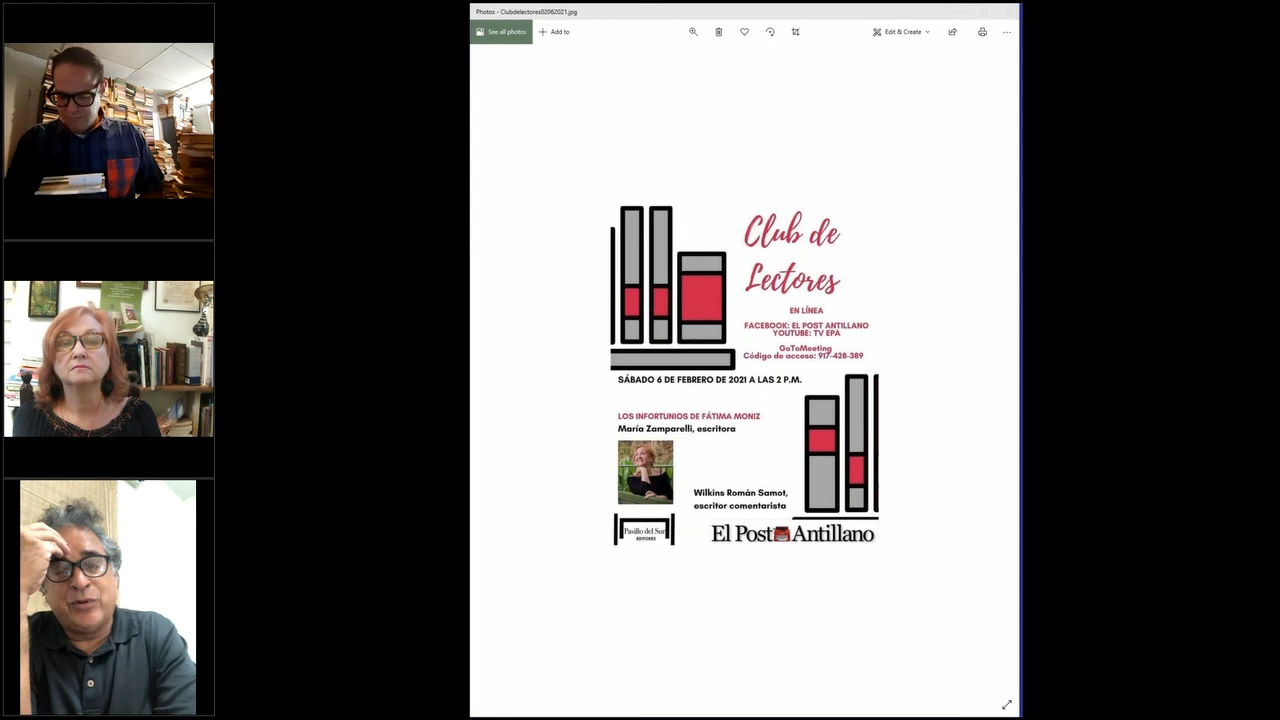 Photos - Clubdelectores02062021.jpg
See all photos
Add to
Edit & Create
Club de
Lectores
EN LÍNEA
FACEBOOK: EL POST ANTILLANO
YOUTUBE: TV EPA
GoToMeeting
Código de acceso: 917-428-389
SÁBADO 6 DE FEBRERO DE 2021 A LAS 2 P.M.
LOS INFORTUNIOS DE FÁTIMA MONIZ
María Zamparelli, escritora
Wilkins Román Samot,
escritor comentarista
Pasillo del Sur
EDITORES
El Post Antillano